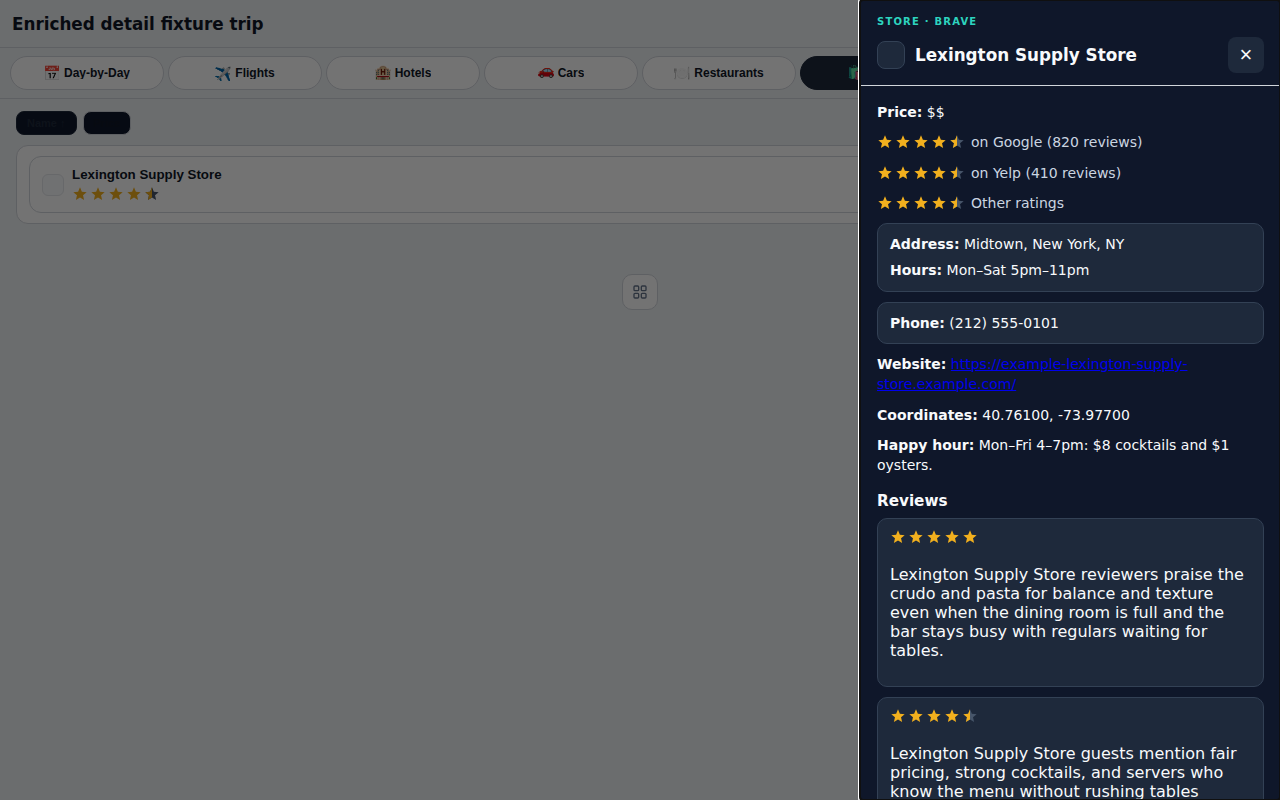 Enriched detail fixture trip
Day-by-Day
Flights
Hotels
Cars
Restaurants
Lexington Supply Store
STORE · BRAVE
Lexington Supply Store
Price: $$
on Google (820 reviews)
on Yelp (410 reviews)
Other ratings
Address: Midtown, New York, NY
Hours: Mon–Sat 5pm–11pm
Phone: (212) 555-0101
Website: https://example-lexington-supply-
store.example.com/
Coordinates: 40.76100, -73.97700
Happy hour: Mon–Fri 4–7pm: $8 cocktails and $1
oysters.
Reviews
Lexington Supply Store reviewers praise the
crudo and pasta for balance and texture
even when the dining room is full and the
bar stays busy with regulars waiting for
tables.
Lexington Supply Store guests mention fair
pricing, strong cocktails, and servers who
know the menu without rushing tables